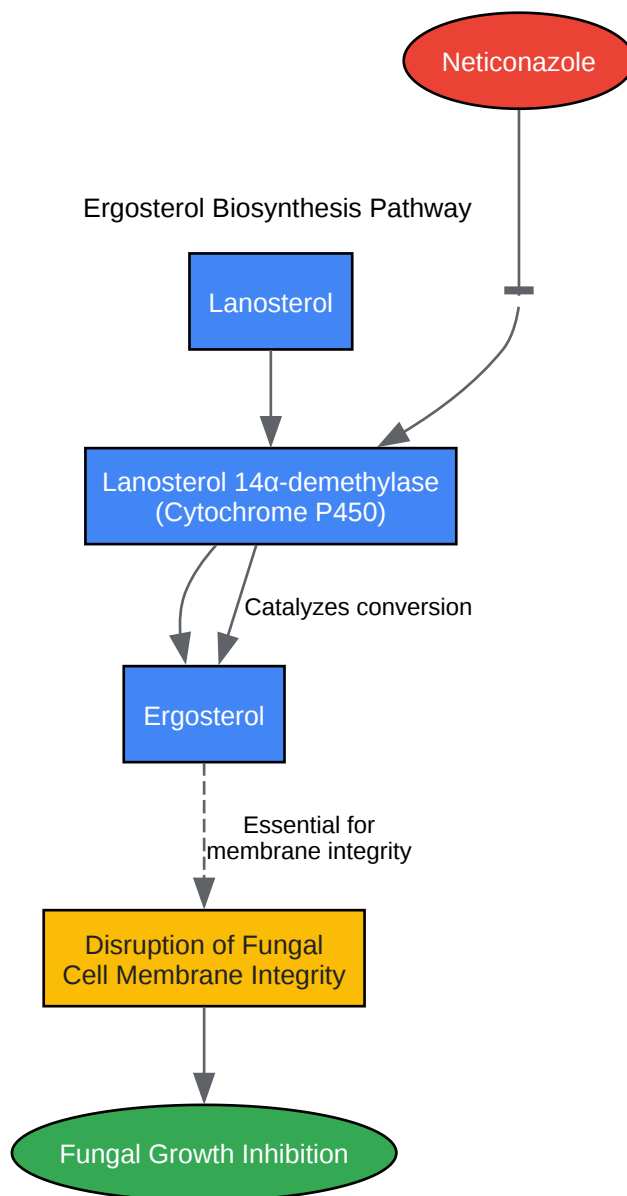 Neticonazole
Ergosterol Biosynthesis Pathway
Lanosterol
Lanosterol 14α-demethylase
(Cytochrome P450)
Catalyzes conversion
Ergosterol
Essential for
membrane integrity
Disruption of Fungal
Cell Membrane Integrity
Fungal Growth Inhibition